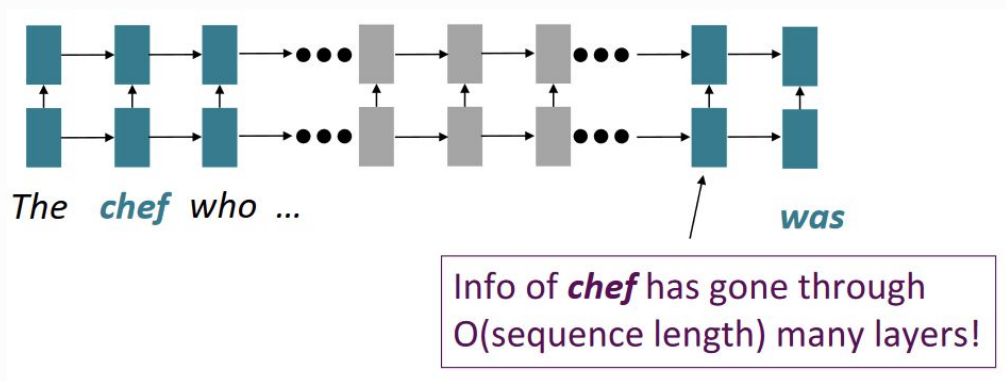 The chef who ...
was
Info of chef has gone through
O(sequence length) many layers!